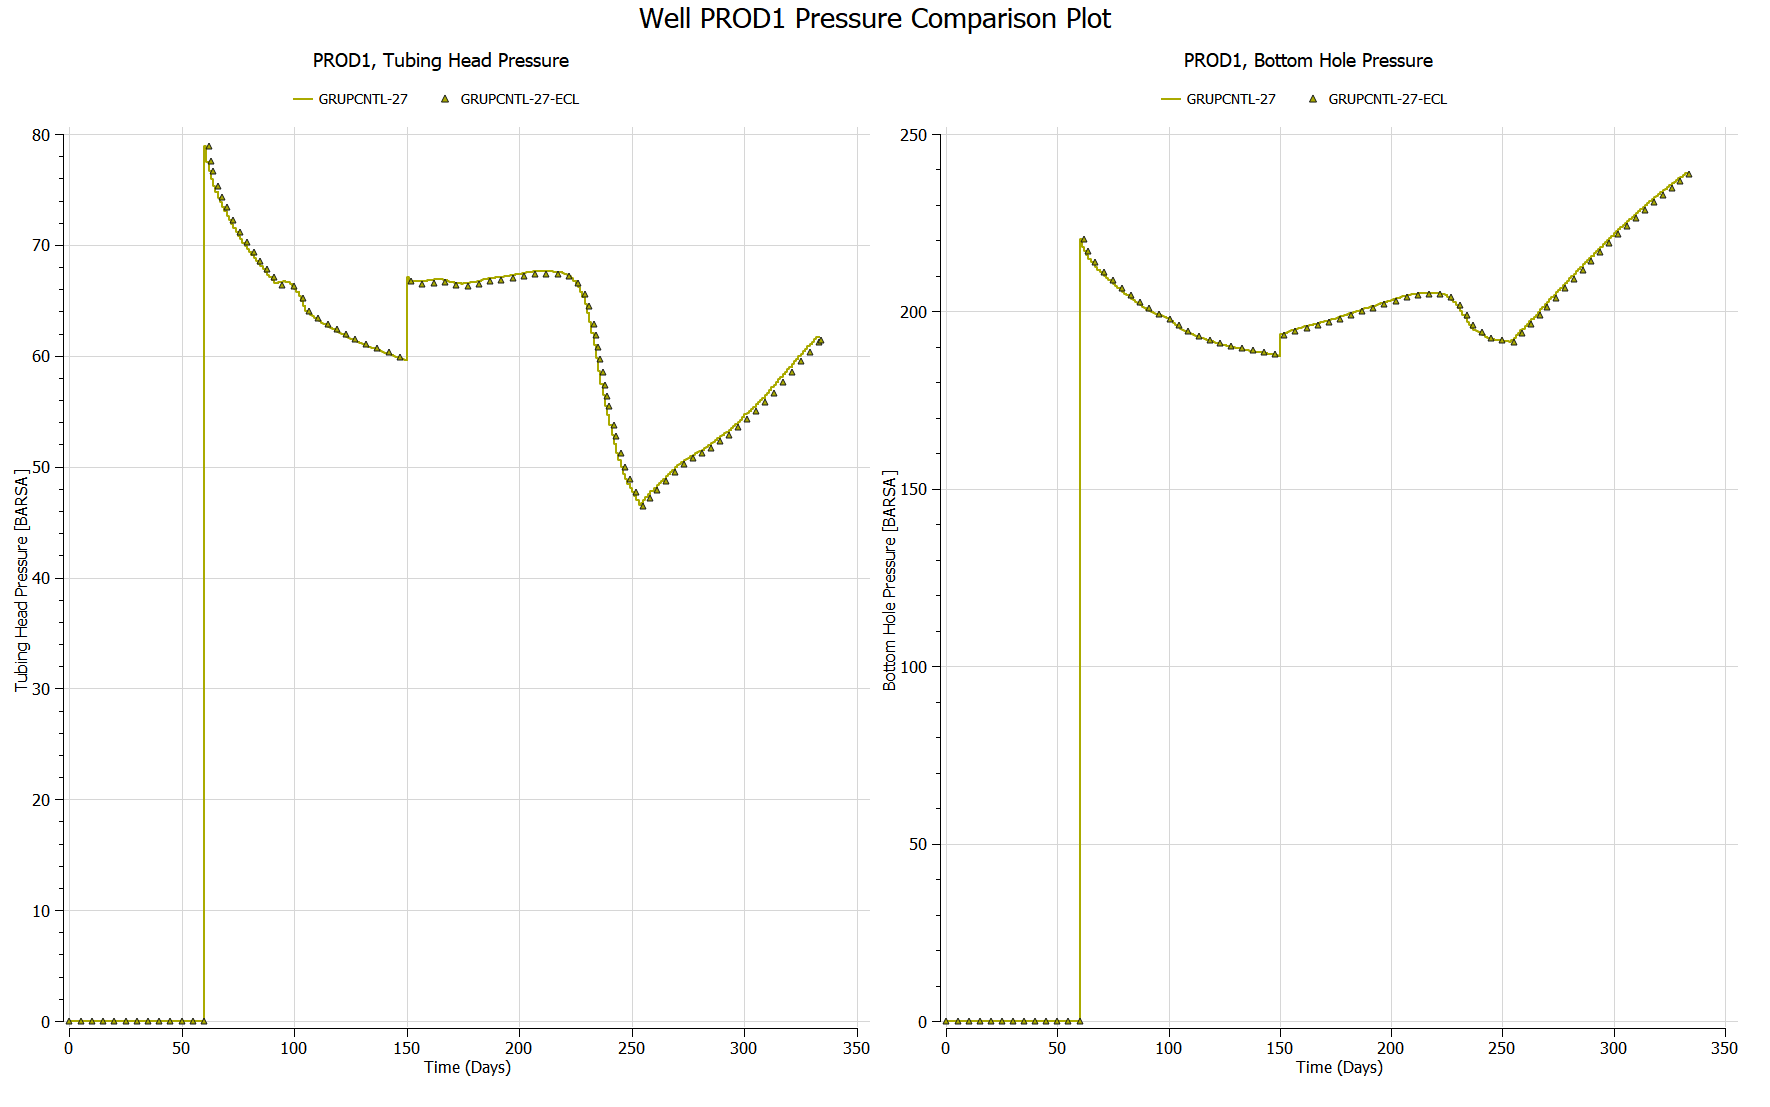 Well PROD1 Pressure Comparison Plot
PROD1, Tubing Head Pressure
GRUPCNTL-27
GRUPCNTL-27-ECL
80
70
60
50
40
30
20
10
0
Tubing Head Pressure [BARSA]
0 50 100 150 200 250 300 350
Time (Days)
PROD1, Bottom Hole Pressure
GRUPCNTL-27
GRUPCNTL-27-ECL
250
200
150
100
50
0
Bottom Hole Pressure [BARSA]
0 50 100 150 200 250 300 350
Time (Days)